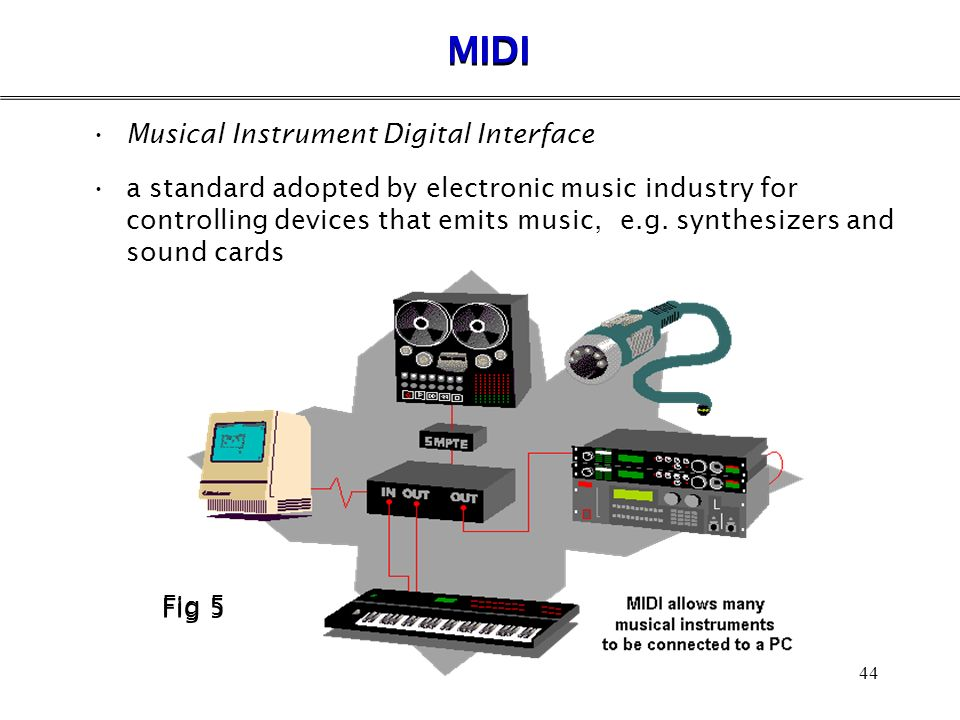 MIDI
• Musical Instrument Digital Interface
• a standard adopted by electronic music industry for
controlling devices that emits music, e.g. synthesizers and
sound cards
SMPTE
IN OUT OUT
Fig 5
MIDI allows many
musical instruments
to be connected to a PC
44